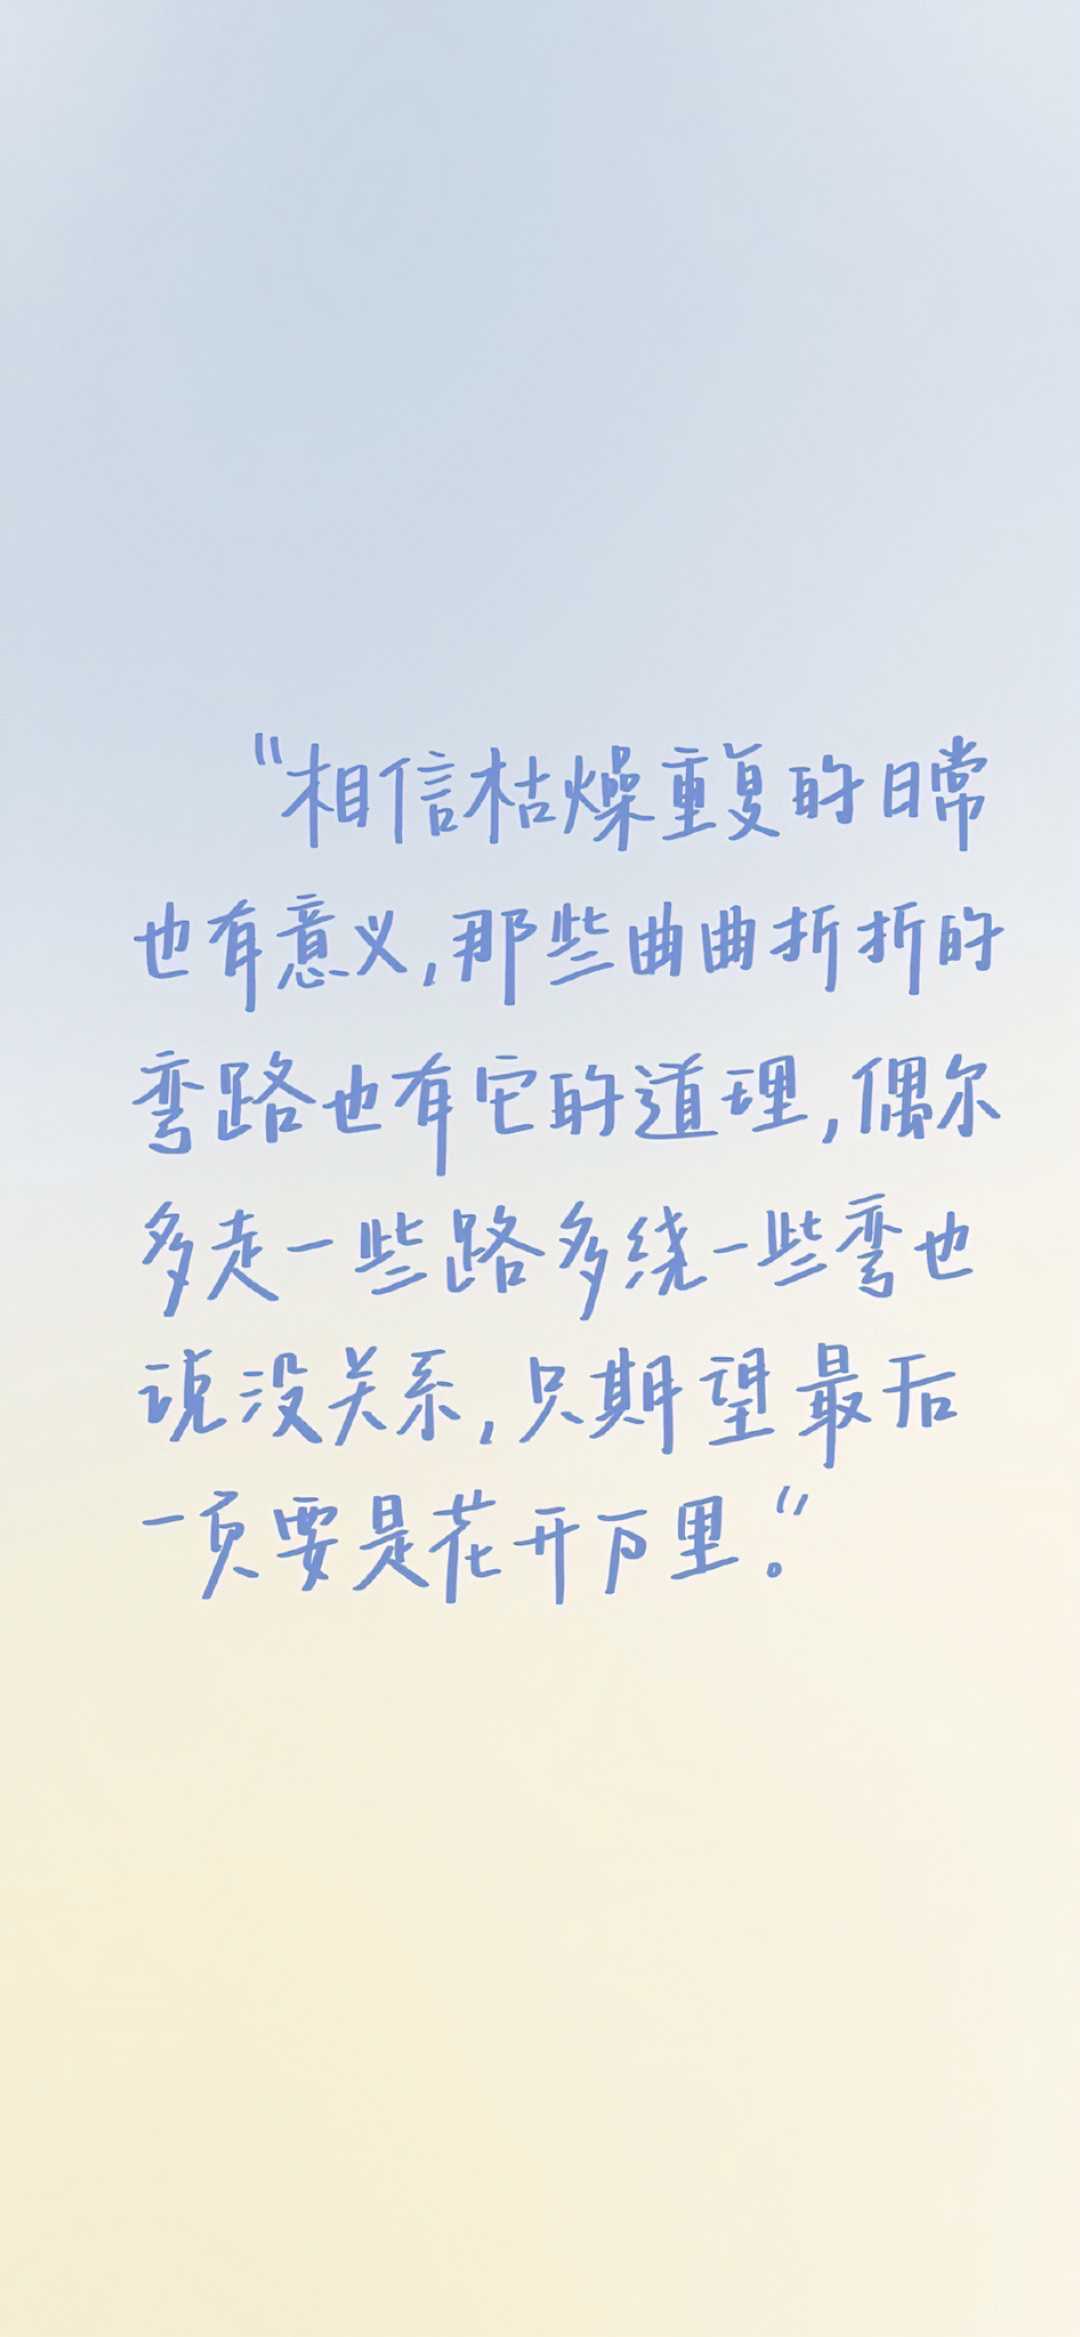 “相信枯燥重复的日常
也有意义,那些曲曲折折的
弯路也有它的道理,偶尔
多走一些路多绕一些弯也
说没关系,只期望最后
一页要是花开万里。”